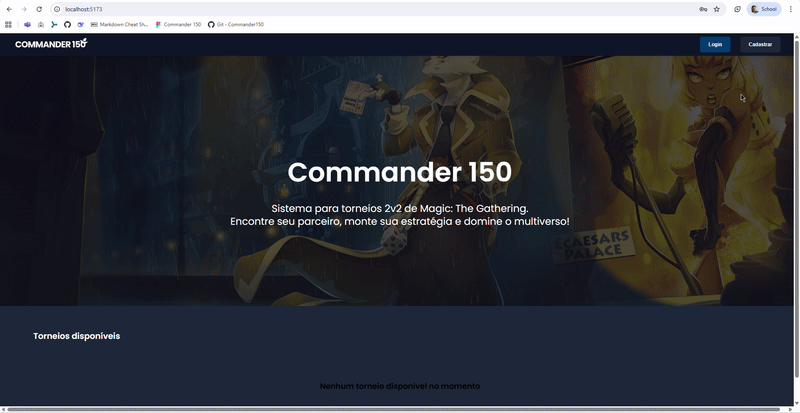 localhost:5173
School
Markdown Cheat Sh...
Commander 150
Git - Commander150
COMMANDER 150
Login
Cadastrar
Commander 150
Sistema para torneios 2v2 de Magic: The Gathering.
Encontre seu parceiro, monte sua estratégia e domine o multiverso!
CAESARS
PALACE
Torneios disponíveis
Nenhum torneio disponível no momento